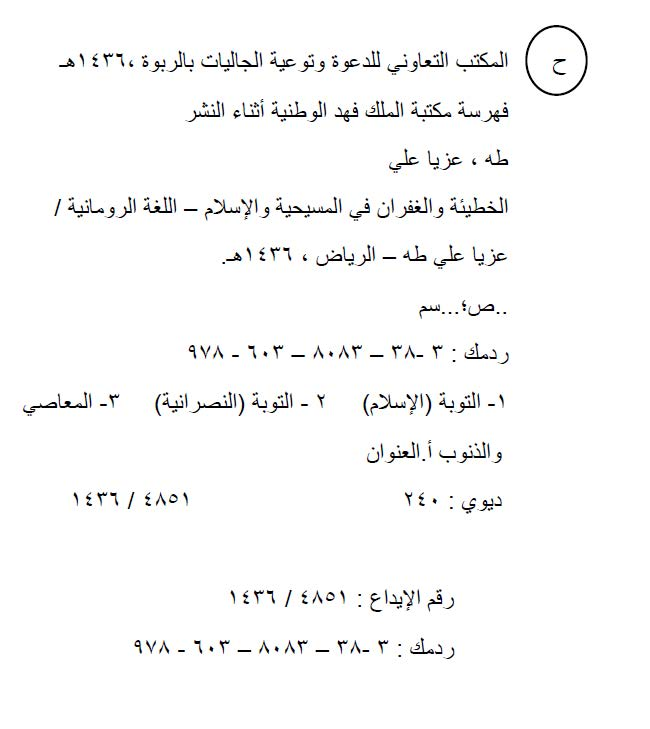 ح المكتب التعاوني للدعوة وتوعية الجاليات بالربوة ،١٤٣٦هـ
فهرسة مكتبة الملك فهد الوطنية أثناء النشر
طه ، عزيا علي
الخطيئة والغفران في المسيحية والإسلام – اللغة الرومانية /
عزيا علي طه – الرياض ، ١٤٣٦هـ.
..ص؛...سم
ردمك : ٣ -٣٨ – ٨٠٨٣ – ٦٠٣ - ٩٧٨
١- التوبة (الإسلام) ٢ - التوبة (النصرانية) ٣- المعاصي
والذنوب أ.العنوان
ديوي : ٢٤٠ ٤٨٥١ / ١٤٣٦
رقم الإيداع : ٤٨٥١ / ١٤٣٦
ردمك : ٣ -٣٨ – ٨٠٨٣ – ٦٠٣ - ٩٧٨